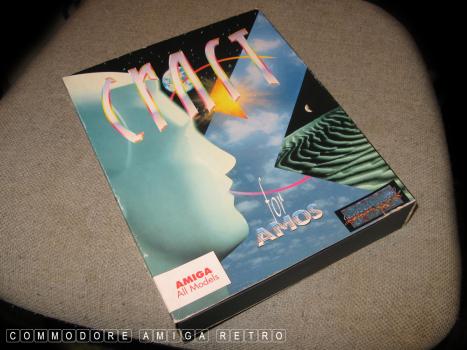 CRAFT
for
AMOS
AMIGA
All Models
COMMODORE AMIGA RETRO